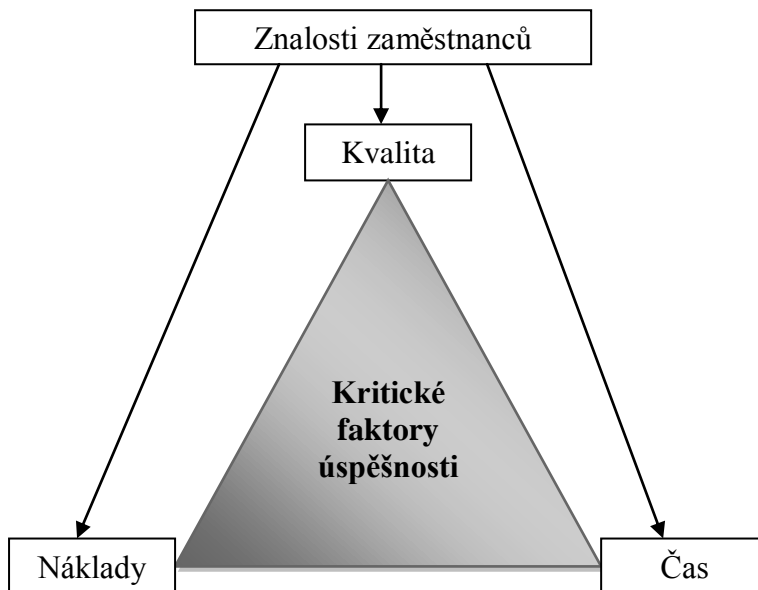 Znalosti zaměstnanců
Kvalita
Kritické
faktory
úspěšnosti
Náklady
Čas